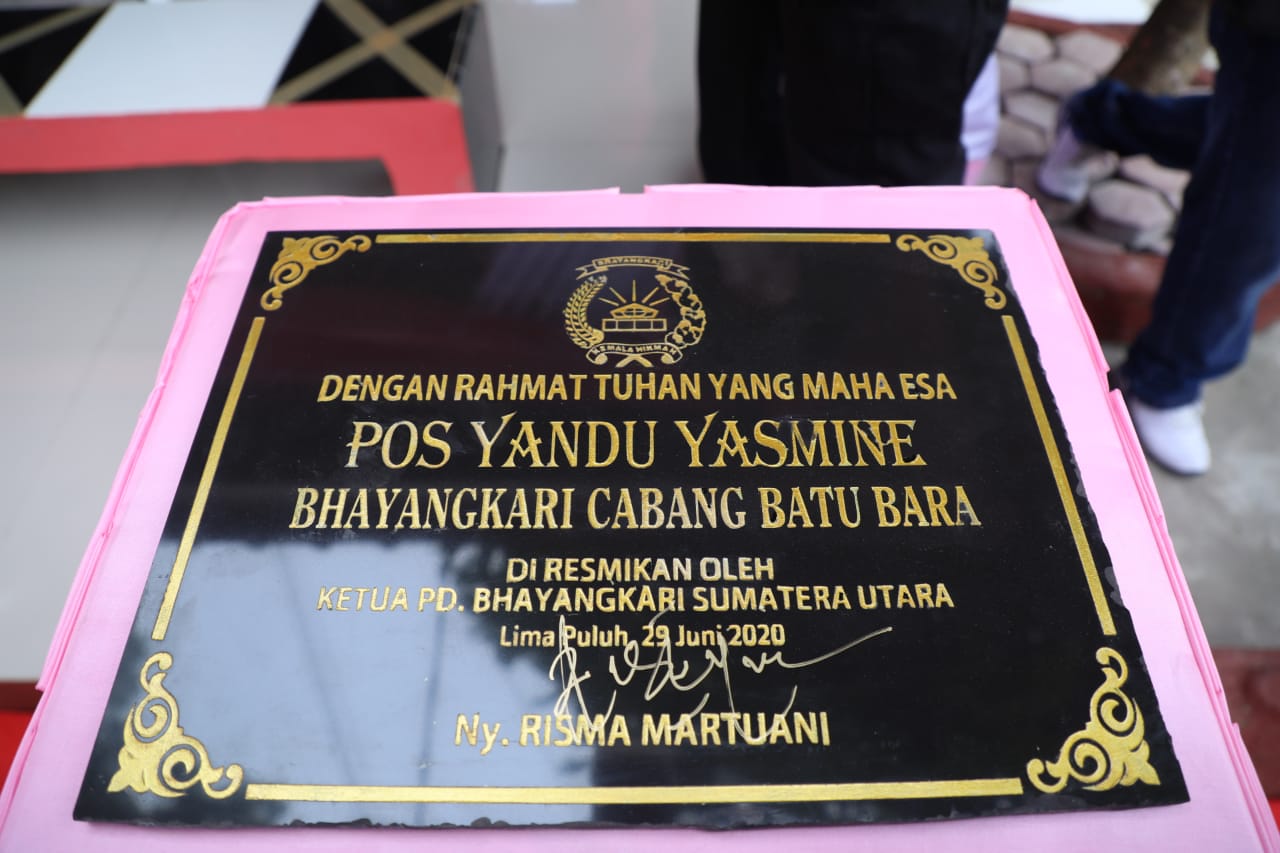 BHAYANGKARI
KEMALA HIKMAH
DENGAN RAHMAT TUHAN YANG MAHA ESA
POS YANDU YASMINE
BHAYANGKARI CABANG BATU BARA
DI RESMIKAN OLEH
KETUA PD. BHAYANGKARI SUMATERA UTARA
Lima Puluh, 29 Juni 2020
Ny. RISMA MARTUANI